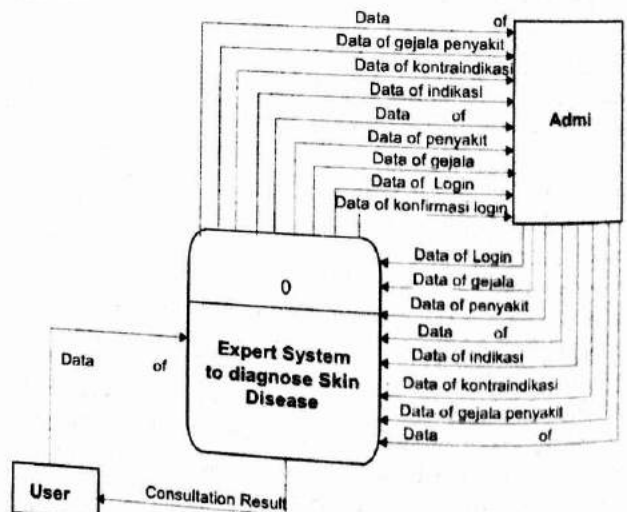 Data of
Data of gejala penyakit
Data of kontraindikasi
Data of indikasi
Data of
Data of penyakit
Data of gejala
Data of Login
Data of konfirmasi login
Admi
Data of Login
Data of gejala
Data of penyakit
Data of
Data of indikasi
Data of kontraindikasi
Data of gejala penyakit
Data of
0
Expert System
to diagnose Skin
Disease
Data of
User
Consultation Result